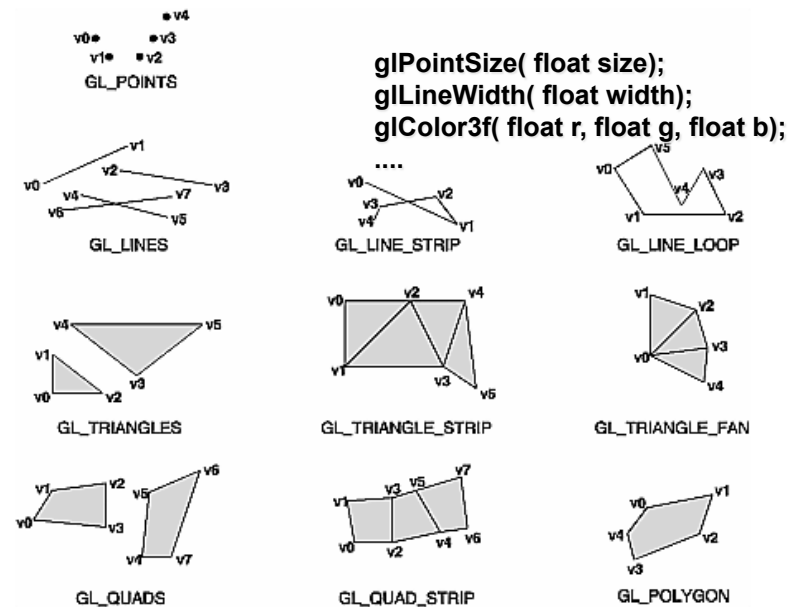 v4
v0 v3
v1 v2
GL_POINTS
glPointSize( float size);
glLineWidth( float width);
glColor3f( float r, float g, float b);
....
v1
v2
v0 v3
v4 v7
v6 v5
GL_LINES
v0 v2
v3
v4 v1
GL_LINE_STRIP
v5
v0 v3
v4
v1 v2
GL_LINE_LOOP
v4 v5
v1
v3
v0 v2
GL_TRIANGLES
v0 v2 v4
v1 v3
v5
GL_TRIANGLE_STRIP
v1
v2
v3
v0
v4
GL_TRIANGLE_FAN
v6
v1 v2 v5
v0 v3
v4 v7
GL_QUADS
v7
v1 v3 v5
v0 v2 v4 v6
GL_QUAD_STRIP
v0 v1
v4 v2
v3
GL_POLYGON